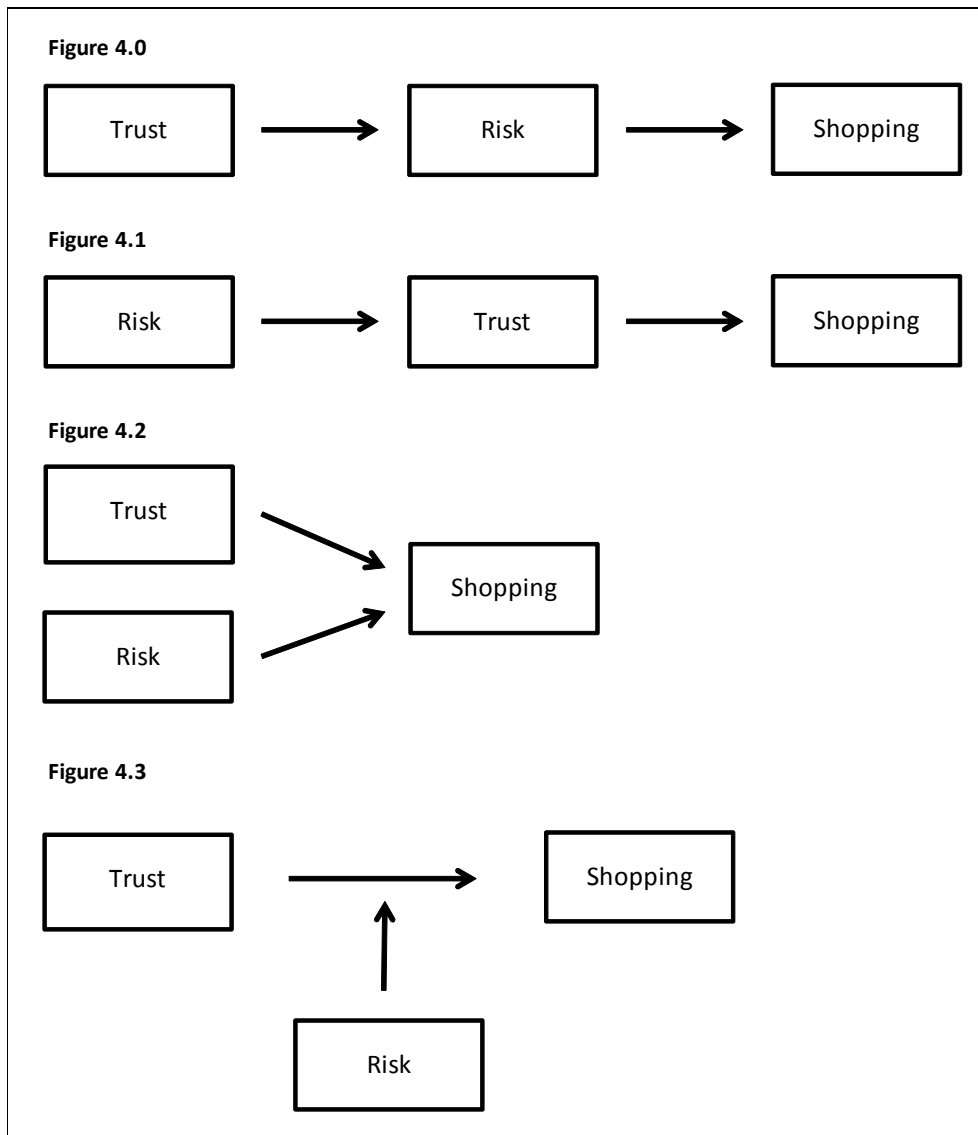 Figure 4.0
Trust
Risk
Shopping
Figure 4.1
Risk
Trust
Shopping
Figure 4.2
Trust
Shopping
Risk
Figure 4.3
Trust
Shopping
Risk